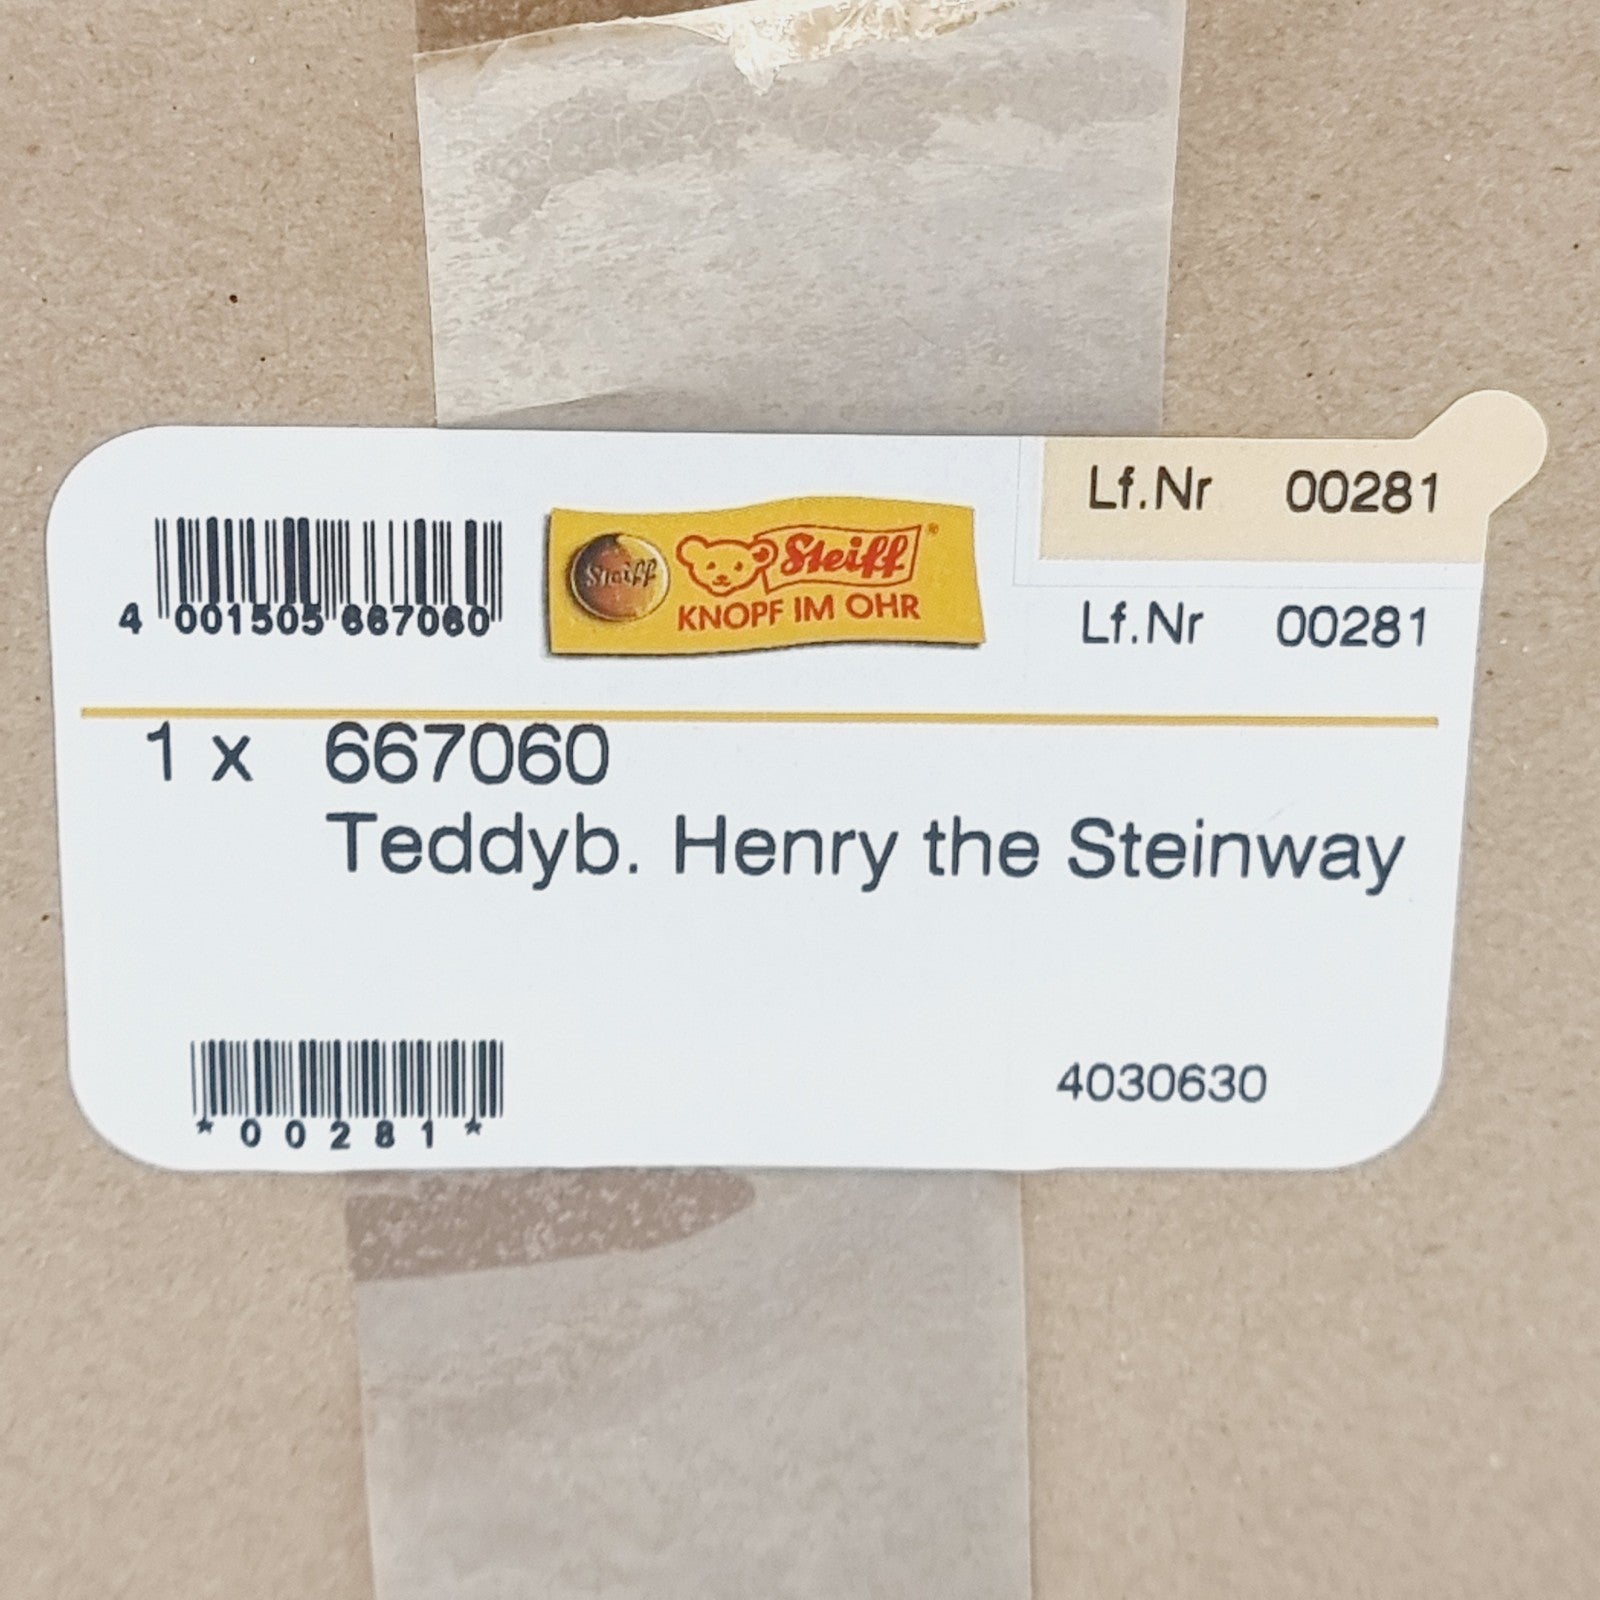 Lf.Nr 00281
4 001505 667060
Steiff
Steiff®
KNOPF IM OHR
Lf.Nr 00281
1 x 667060
Teddyb. Henry the Steinway
*00281*
4030630